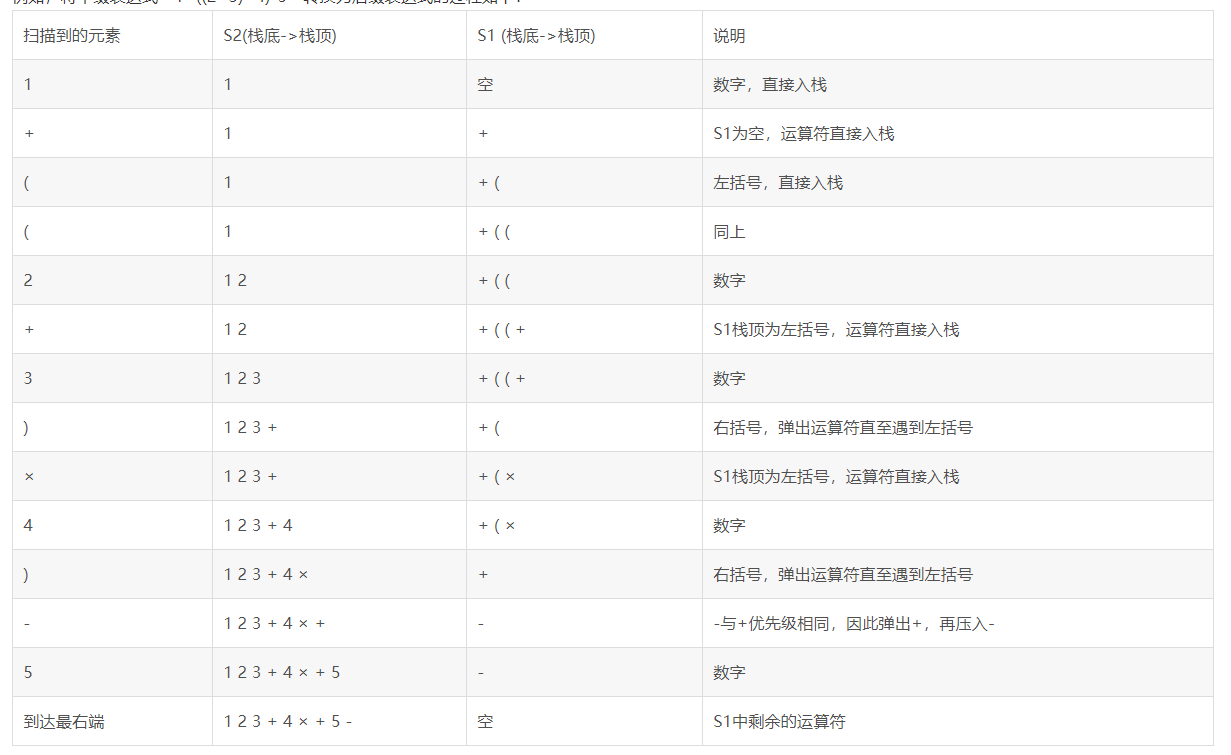 扫描到的元素 S2(栈底->栈顶) S1 (栈底->栈顶) 说明
1 1 空 数字，直接入栈
+ 1 + S1为空，运算符直接入栈
( 1 + ( 左括号，直接入栈
( 1 + ( ( 同上
2 1 2 + ( ( 数字
+ 1 2 + ( ( + S1栈顶为左括号，运算符直接入栈
3 1 2 3 + ( ( + 数字
) 1 2 3 + + ( 右括号，弹出运算符直至遇到左括号
× 1 2 3 + + ( × S1栈顶为左括号，运算符直接入栈
4 1 2 3 + 4 + ( × 数字
) 1 2 3 + 4 × + 右括号，弹出运算符直至遇到左括号
- 1 2 3 + 4 × + - -与+优先级相同，因此弹出+，再压入-
5 1 2 3 + 4 × + 5 - 数字
到达最右端 1 2 3 + 4 × + 5 - 空 S1中剩余的运算符